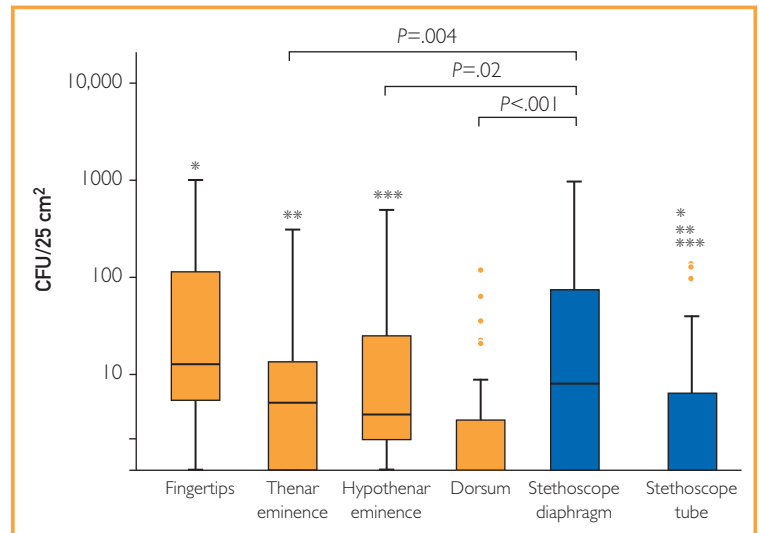 P=.004
10,000
P=.02
P<.001
*
1000
***
**
*
**
***
CFU/25 cm²
100
10
Fingertips
Thenar
eminence
Hypothenar
eminence
Dorsum
Stethoscope
diaphragm
Stethoscope
tube